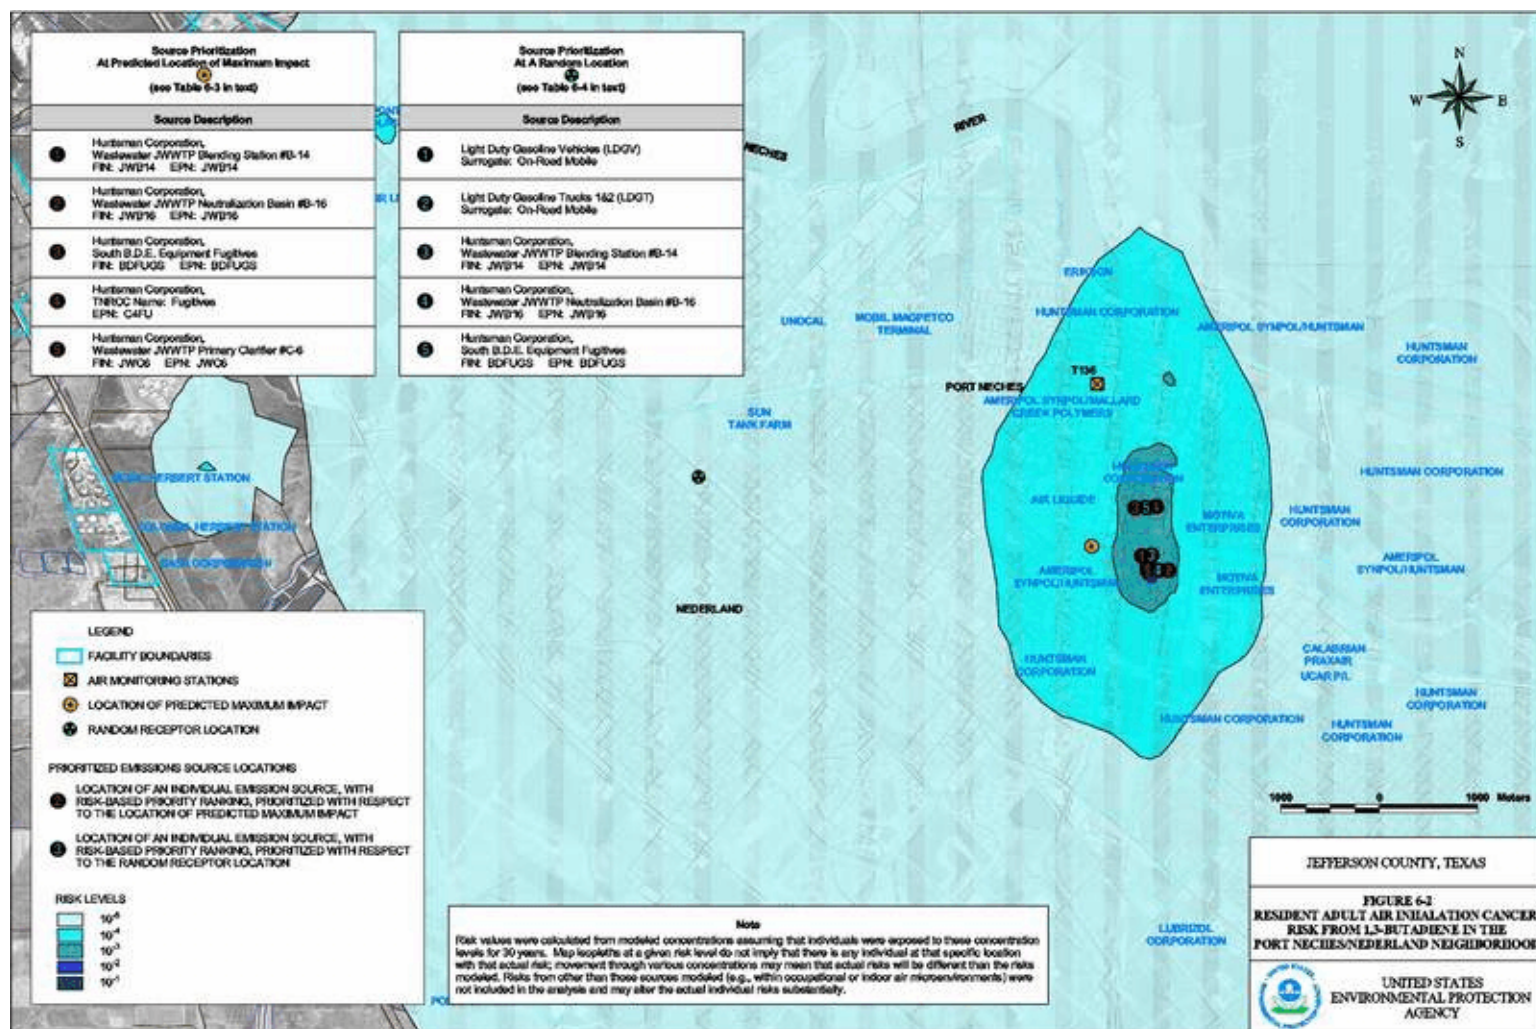 Source Prioritization
At Predicted Location of Maximum Impact
(see Table 6-3 in text)
Source Description
Huntsman Corporation,
Wastewater JWWTP Blending Station #B-14
FIN: JWB14 EPN: JWB14
Huntsman Corporation,
Wastewater JWWTP Neutralization Basin #B-16
FIN: JWB16 EPN: JWB16
Huntsman Corporation,
South B.D.E. Equipment Fugitives
FIN: BDFUGS EPN: BDFUGS
Huntsman Corporation,
TNRCC Name: Fugitives
EPN: C4FU
Huntsman Corporation,
Wastewater JWWTP Primary Clarifier #C-6
FIN: JWC6 EPN: JWC6
Source Prioritization
At A Random Location
(see Table 6-4 in text)
Source Description
1 Light Duty Gasoline Vehicles (LDGV)
Surrogate: On-Road Mobile
2 Light Duty Gasoline Trucks 1&2 (LDGT)
Surrogate: On-Road Mobile
3 Huntsman Corporation,
Wastewater JWWTP Blending Station #B-14
FIN: JWB14 EPN: JWB14
4 Huntsman Corporation,
Wastewater JWWTP Neutralization Basin #B-16
FIN: JWB16 EPN: JWB16
5 Huntsman Corporation,
South B.D.E. Equipment Fugitives
FIN: BDFUGS EPN: BDFUGS
NECHES
RIVER
N
W E
S
ERIKSON
HUNTSMAN CORPORATION
AMERIPOL SYNPOL/HUNTSMAN
UNOCAL
MOBIL MAGPETCO
TERMINAL
HUNTSMAN
CORPORATION
T136
PORT NECHES
AMERIPOL SYNPOL/MALLARD
CREEK POLYMERS
SUN
TANK FARM
HERBERT STATION
HERBERT STATION
CORPORATION
HUNTSMAN
CORPORATION
HUNTSMAN CORPORATION
AIR LIQUIDE
MOTIVA
ENTERPRISES
HUNTSMAN
CORPORATION
AMERIPOL
SYNPOL/HUNTSMAN
AMERIPOL
SYNPOL/HUNTSMAN
MOTIVA
ENTERPRISES
NEDERLAND
HUNTSMAN
CORPORATION
CALABRIAN
PRAXAIR
UCAR P/L
HUNTSMAN
CORPORATION
HUNTSMAN CORPORATION
HUNTSMAN
CORPORATION
LUBRIZOL
CORPORATION
LEGEND
FACILITY BOUNDARIES
AIR MONITORING STATIONS
LOCATION OF PREDICTED MAXIMUM IMPACT
RANDOM RECEPTOR LOCATION
PRIORITIZED EMISSIONS SOURCE LOCATIONS
LOCATION OF AN INDIVIDUAL EMISSION SOURCE, WITH
RISK-BASED PRIORITY RANKING, PRIORITIZED WITH RESPECT
TO THE LOCATION OF PREDICTED MAXIMUM IMPACT
LOCATION OF AN INDIVIDUAL EMISSION SOURCE, WITH
RISK-BASED PRIORITY RANKING, PRIORITIZED WITH RESPECT
TO THE RANDOM RECEPTOR LOCATION
RISK LEVELS
10-4
10-3
10-2
10-1
Note
Risk values were calculated from modeled concentrations assuming that individuals were exposed to these concentration
levels for 30 years. Map isopleths at a given risk level do not imply that there is any individual at that specific location
with that actual risk; movement through various concentrations may mean that actual risks will be different than the risks
modeled. Risks from other than those sources modeled (e.g., within occupational or indoor air microenvironments) were
not included in the analysis and may alter the actual individual risks substantially.
1000 0 1000 Meters
JEFFERSON COUNTY, TEXAS
FIGURE 6-2
RESIDENT ADULT AIR INHALATION CANCER
RISK FROM 1,3-BUTADIENE IN THE
PORT NECHES/NEDERLAND NEIGHBORHOOD
UNITED STATES
ENVIRONMENTAL PROTECTION
AGENCY